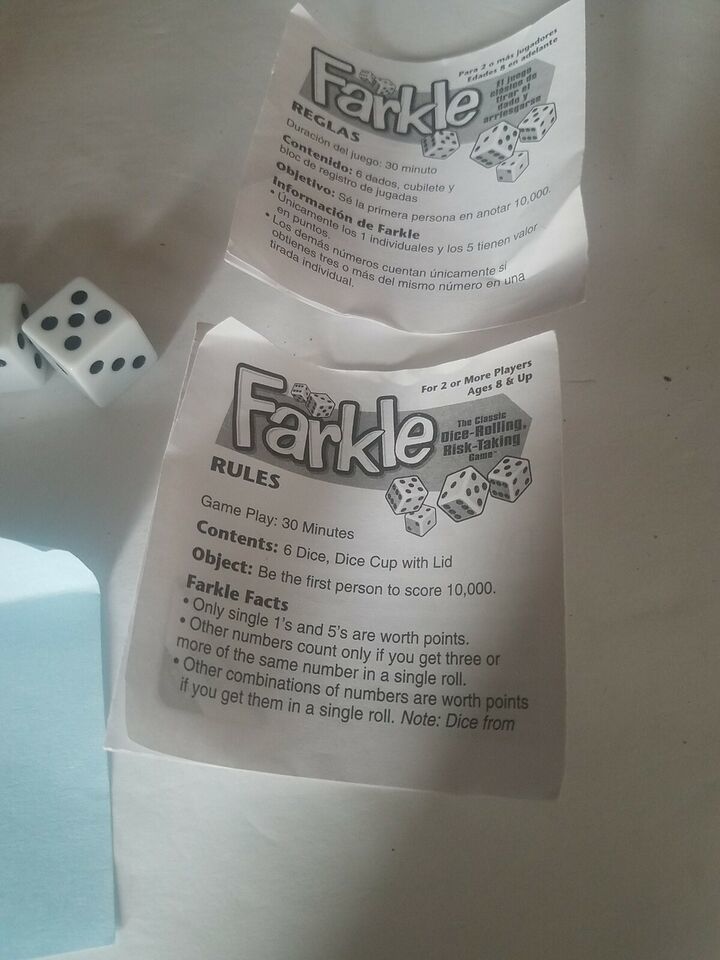 Farkle
Para 2 o más jugadores
Edades 8 en adelante
El juego
clásico de
tirar el
dado y
arriesgarse
REGLAS
Duración del juego: 30 minuto
Contenido: 6 dados, cubilete y
bloc de registro de jugadas
Objetivo: Sé la primera persona en anotar 10,000.
Información de Farkle
• Únicamente los 1 individuales y los 5 tienen valor
en puntos.
• Los demás números cuentan únicamente si
obtienes tres o más del mismo número en una
tirada individual.
Farkle
For 2 or More Players
Ages 8 & Up
The Classic
Dice-Rolling,
Risk-Taking
Game™
RULES
Game Play: 30 Minutes
Contents: 6 Dice, Dice Cup with Lid
Object: Be the first person to score 10,000.
Farkle Facts
• Only single 1's and 5's are worth points.
• Other numbers count only if you get three or
more of the same number in a single roll.
• Other combinations of numbers are worth points
if you get them in a single roll. Note: Dice from